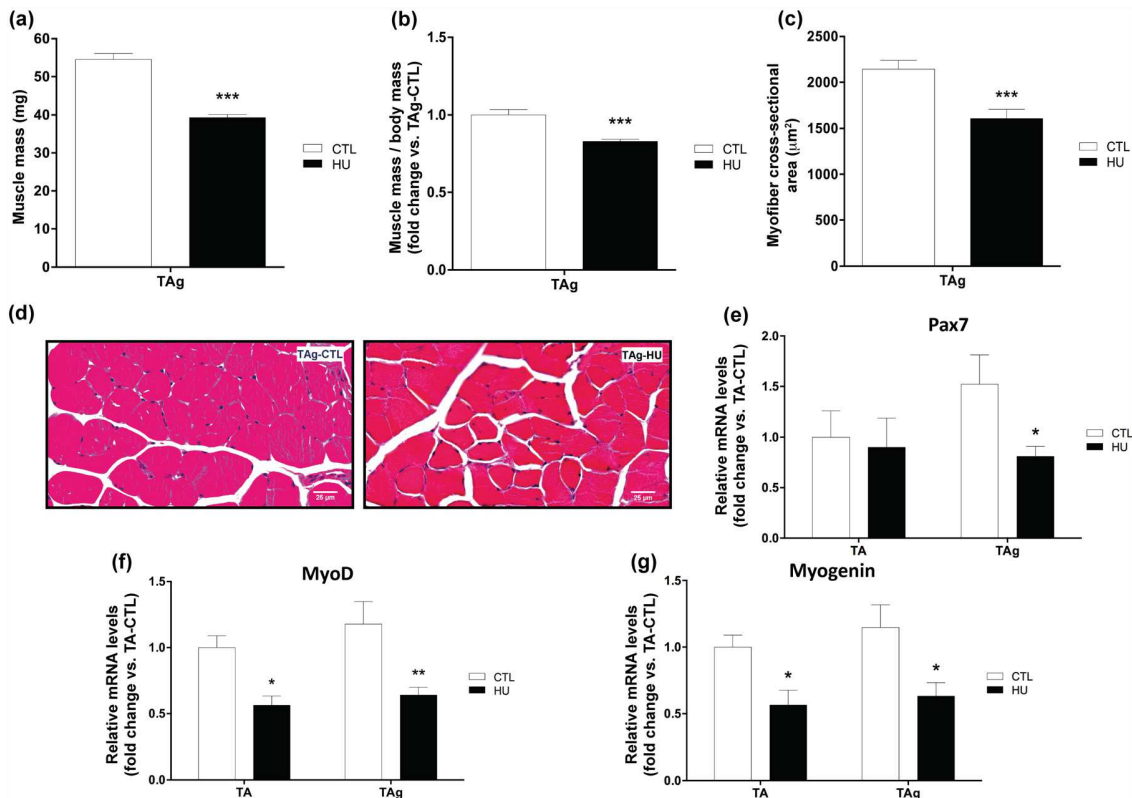 (a)
Muscle mass (mg)
60
50
40
30
20
10
0
***
TAg
CTL
HU
(b)
Muscle mass / body mass
(fold change vs. TAg-CTL)
1.5
1.0
0.5
0.0
***
TAg
CTL
HU
(c)
Myofiber cross-sectional
area (μm²)
2500
2000
1500
1000
500
0
***
TAg
CTL
HU
(d)
TAg-CTL
25 μm
TAg-HU
25 μm
(e)
Pax7
Relative mRNA levels
(fold change vs. TA-CTL)
2.0
1.5
1.0
0.5
0.0
*
TA
TAg
CTL
HU
(f)
MyoD
Relative mRNA levels
(fold change vs. TA-CTL)
1.5
1.0
0.5
0.0
*
**
TA
TAg
CTL
HU
(g)
Myogenin
Relative mRNA levels
(fold change vs. TA-CTL)
1.5
1.0
0.5
0.0
*
*
TA
TAg
CTL
HU